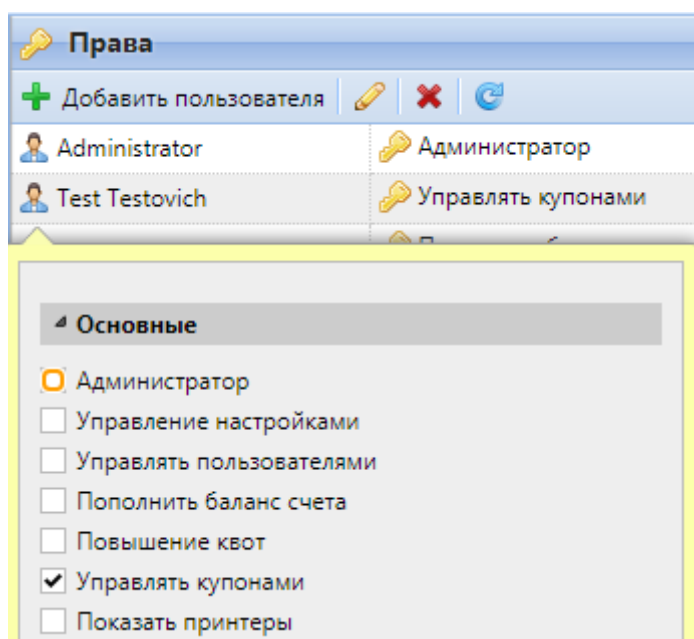 Права
Добавить пользователя
Administrator Администратор
Test Testovich Управлять купонами
Основные
Администратор
Управление настройками
Управлять пользователями
Пополнить баланс счета
Повышение квот
Управлять купонами
Показать принтеры